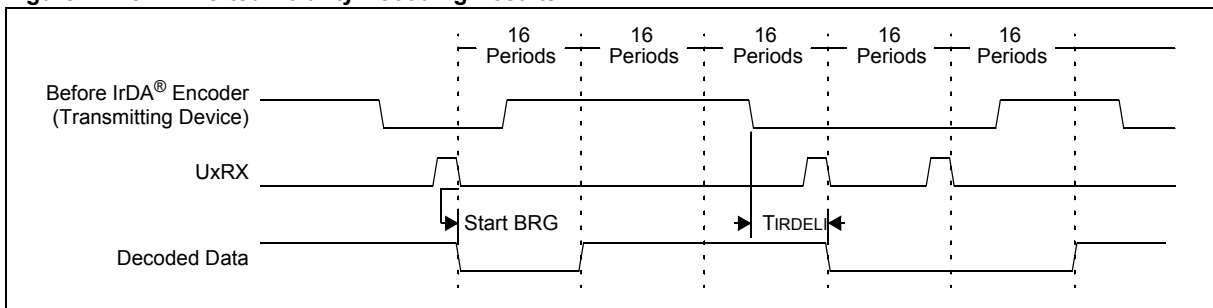 16 Periods
16 Periods
16 Periods
16 Periods
16 Periods
Before IrDA® Encoder
(Transmitting Device)
UxRX
Start BRG
TIRDELI
Decoded Data